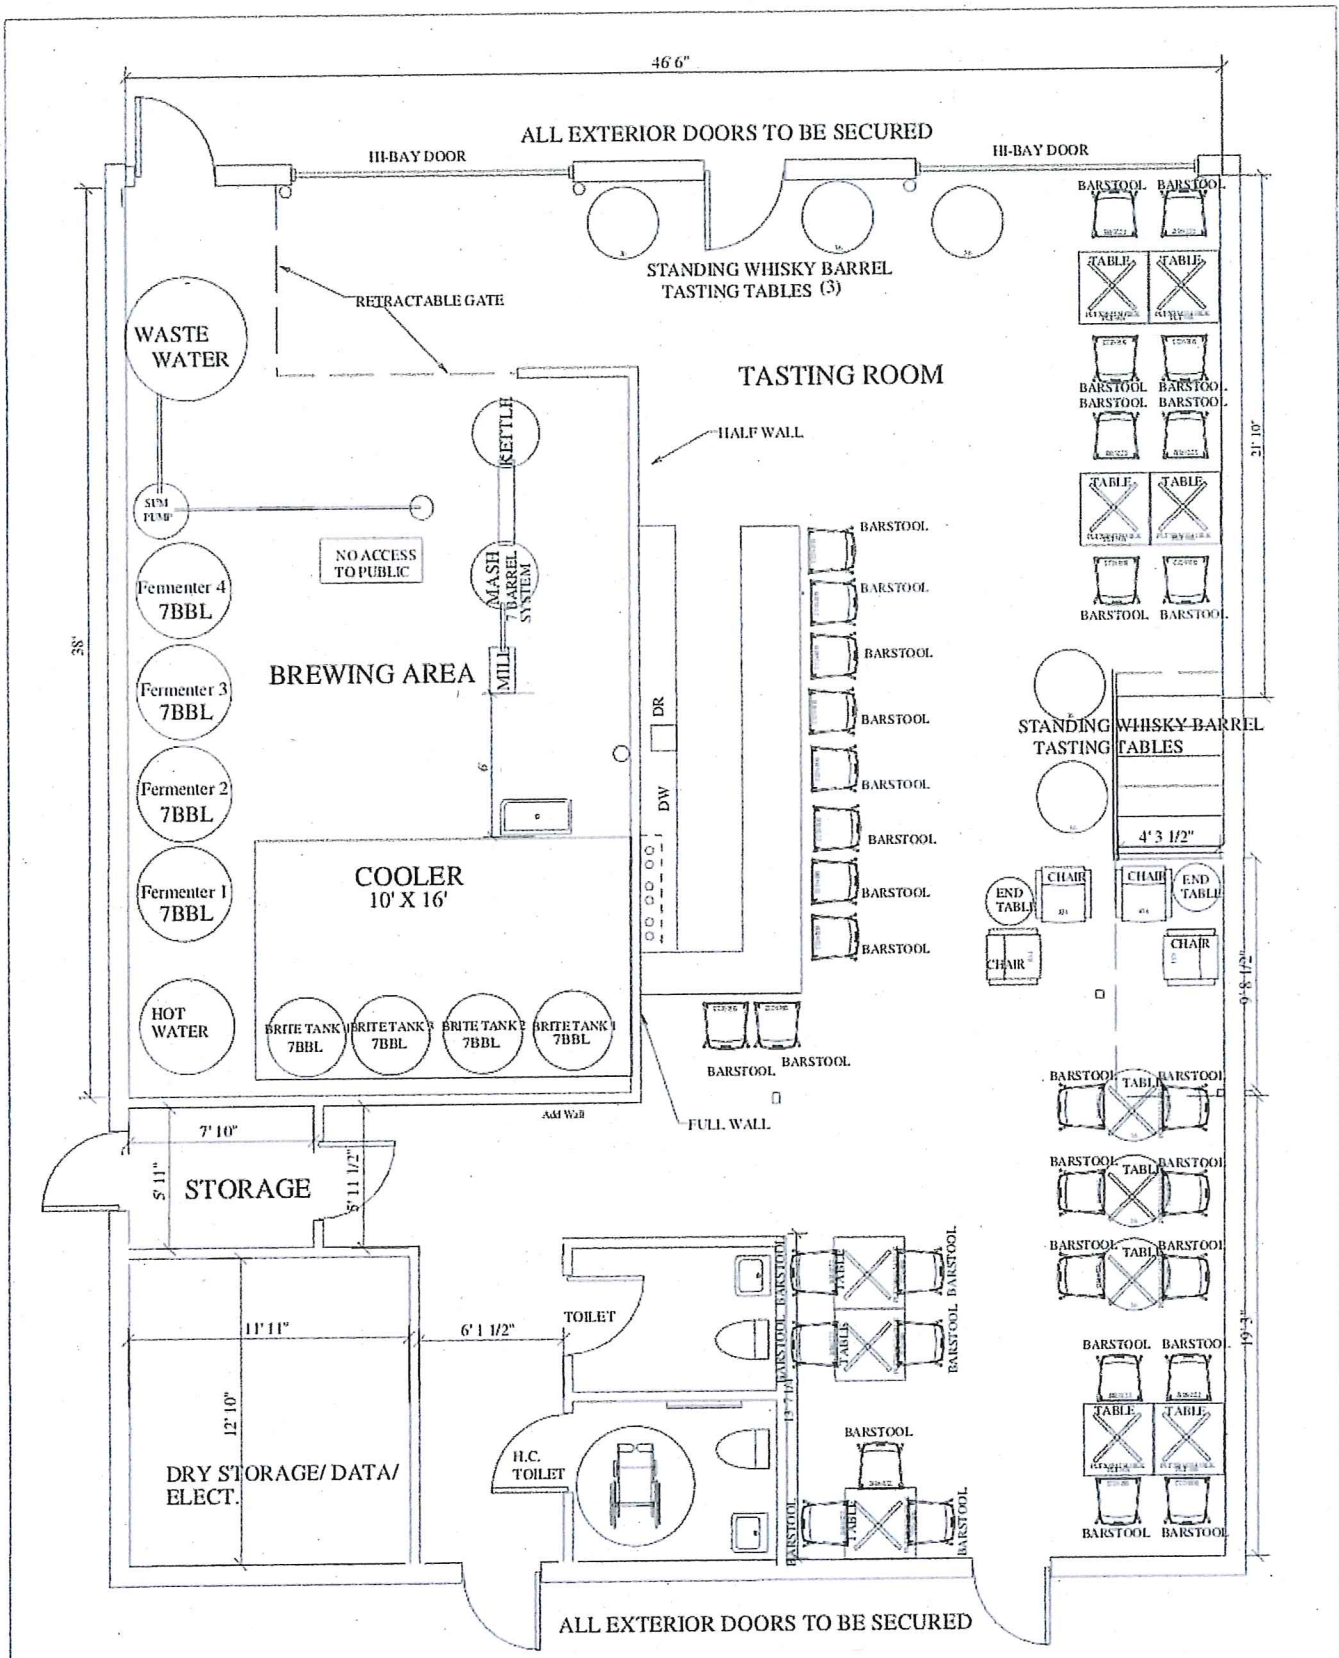 46'6"
ALL EXTERIOR DOORS TO BE SECURED
HI-BAY DOOR
HI-BAY DOOR
BARSTOOL
BARSTOOL
STANDING WHISKY BARREL
TASTING TABLES (3)
TABLE
TABLE
RETRACTABLE GATE
WASTE
WATER
TASTING ROOM
BARSTOOL
BARSTOOL
BARSTOOL
BARSTOOL
KETTLE
HALF WALL
21' 10"
TABLE
TABLE
SUM
PUMP
BARSTOOL
NO ACCESS
TO PUBLIC
MASH
7 BARREL
SYSTEM
Fermenter 4
7BBL
BARSTOOL
BARSTOOL
BARSTOOL
38'
BREWING AREA
MILL
BARSTOOL
Fermenter 3
7BBL
DR
BARSTOOL
STANDING WHISKY BARREL
TASTING TABLES
6'
DW
Fermenter 2
7BBL
BARSTOOL
BARSTOOL
4' 3 1/2"
COOLER
10' X 16'
Fermenter 1
7BBL
BARSTOOL
END
TABLE
CHAIR
CHAIR
END
TABLE
BARSTOOL
CHAIR
CHAIR
9'8 1/2"
HOT
WATER
BRITE TANK
7BBL
BRITE TANK 3
7BBL
BRITE TANK 2
7BBL
BRITE TANK 1
7BBL
BARSTOOL
BARSTOOL
BARSTOOL
TABLE
BARSTOOL
Add Wall
FULL WALL
7' 10"
5' 11"
STORAGE
5' 11 1/2"
BARSTOOL
TABLE
BARSTOOL
BARSTOOL
TABLE
BARSTOOL
BARSTOOL
TABLE
BARSTOOL
TOILET
11' 11"
6' 1 1/2"
BARSTOOL
TABLE
BARSTOOL
19' 3"
BARSTOOL
BARSTOOL
12' 10"
TABLE
TABLE
BARSTOOL
H.C.
TOILET
DRY STORAGE/ DATA/
ELECT.
BARSTOOL
TABLE
BARSTOOL
BARSTOOL
BARSTOOL
ALL EXTERIOR DOORS TO BE SECURED